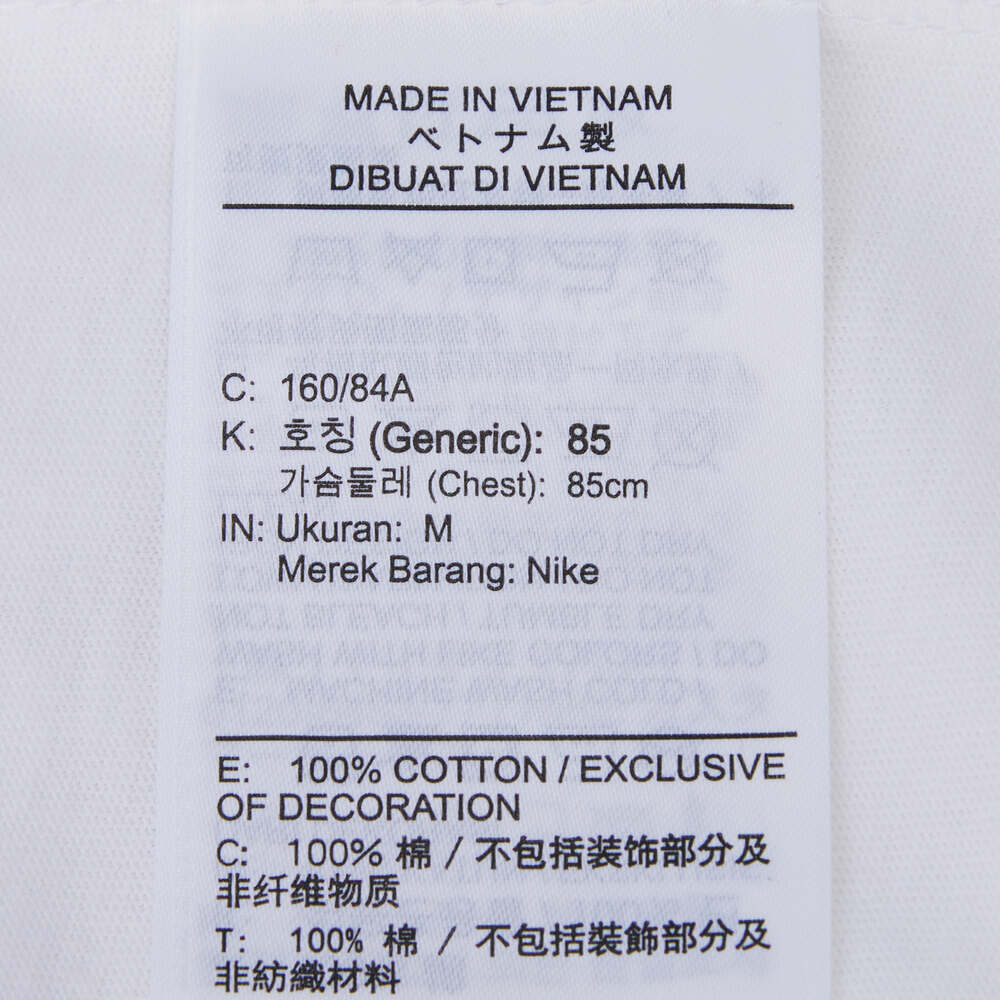 MADE IN VIETNAM
ベトナム製
DIBUAT DI VIETNAM
C: 160/84A
K: 호칭 (Generic): 85
가슴둘레 (Chest): 85cm
IN: Ukuran: M
Merek Barang: Nike
E: 100% COTTON / EXCLUSIVE
OF DECORATION
C: 100% 棉 / 不包括装饰部分及
非纤维物质
T: 100% 棉 / 不包括裝飾部分及
非紡織材料